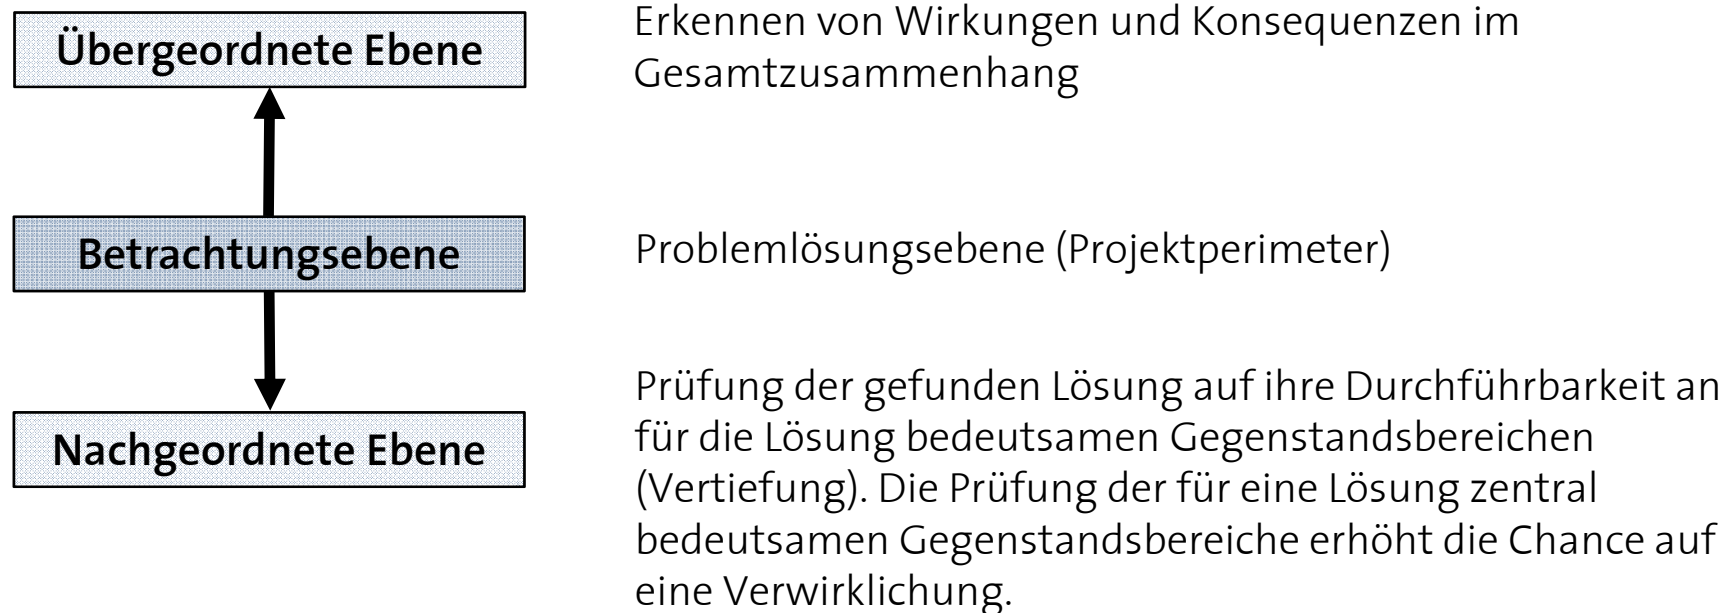 Übergeordnete Ebene
Erkennen von Wirkungen und Konsequenzen im
Gesamtzusammenhang
Betrachtungsebene
Problemlösungsebene (Projektperimeter)
Nachgeordnete Ebene
Prüfung der gefunden Lösung auf ihre Durchführbarkeit an
für die Lösung bedeutsamen Gegenstandsbereichen
(Vertiefung). Die Prüfung der für eine Lösung zentral
bedeutsamen Gegenstandsbereiche erhöht die Chance auf
eine Verwirklichung.